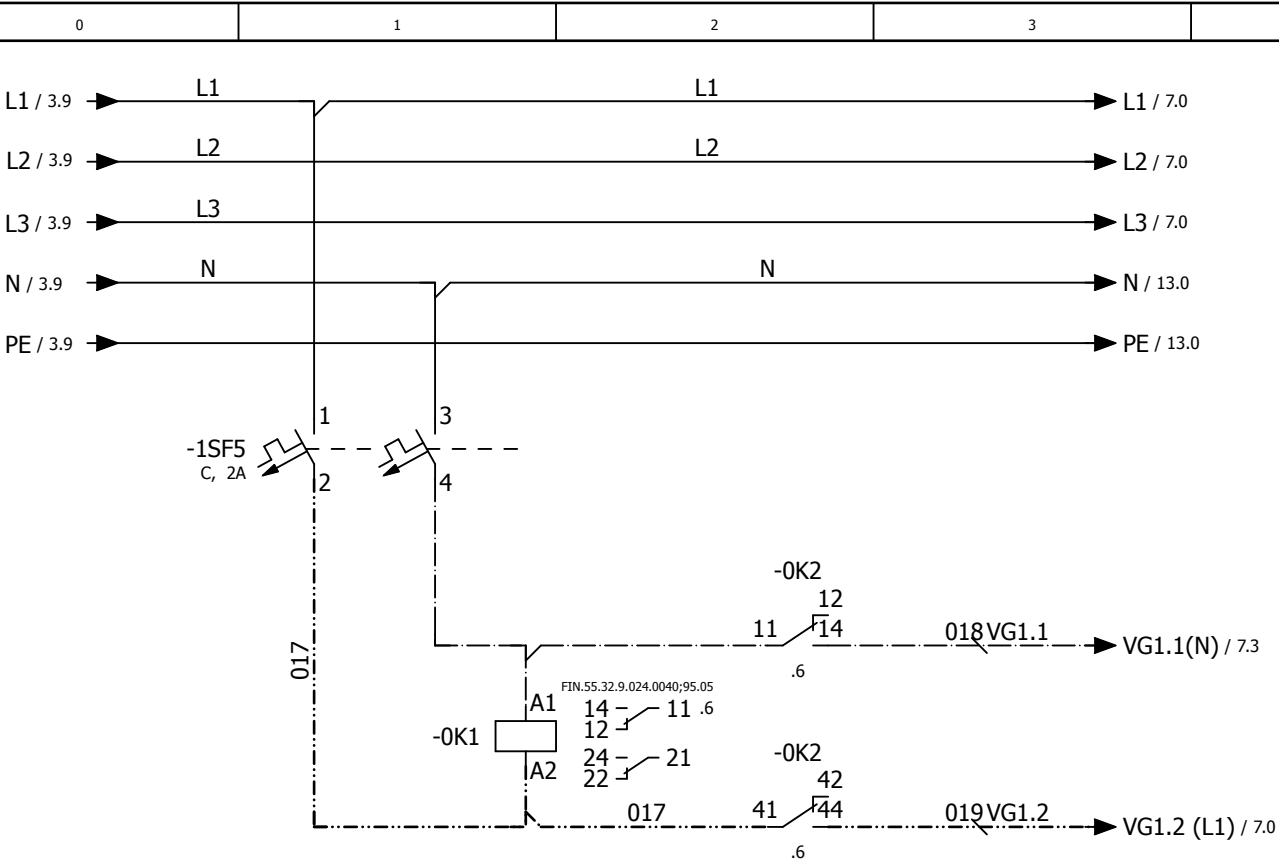 0 1 2 3
L1 / 3.9 L1 L1 L1 / 7.0
L2 / 3.9 L2 L2 L2 / 7.0
L3 / 3.9 L3 L3 / 7.0
N / 3.9 N N N / 13.0
PE / 3.9 PE / 13.0
1 3
-1SF5
C, 2A
2 4
-0K2
12
11 14 018 VG1.1 VG1.1(N) / 7.3
.6
017
FIN.55.32.9.024.0040;95.05
A1 14 11 .6
12
-0K1
24 21
A2 22
-0K2
42
017 41 44 019 VG1.2 VG1.2 (L1) / 7.0
.6